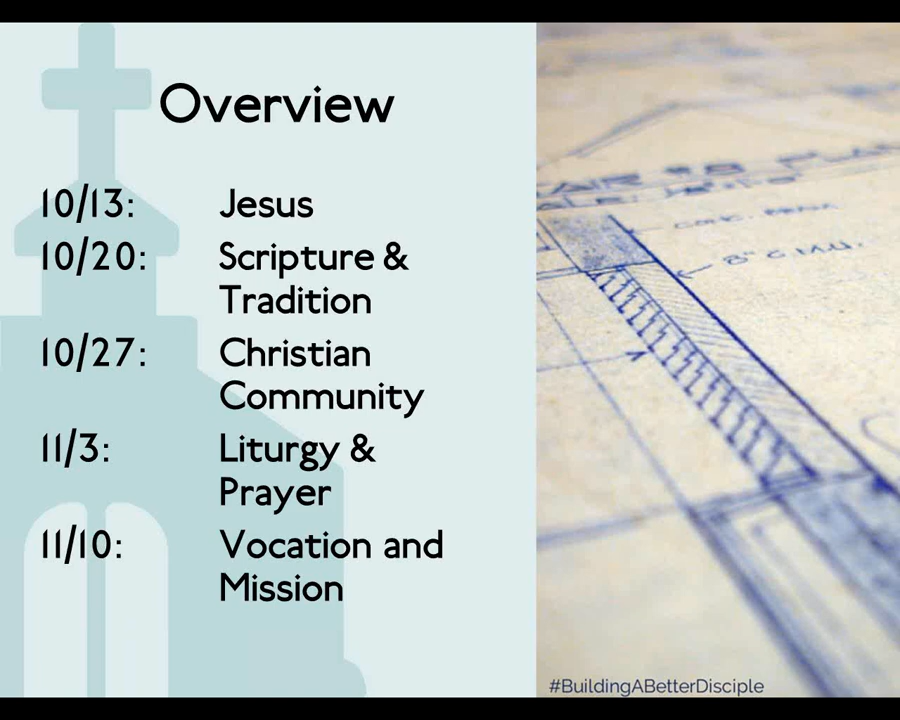 Overview
10/13: Jesus
10/20: Scripture &
Tradition
10/27: Christian
Community
11/3: Liturgy &
Prayer
11/10: Vocation and
Mission
8" C.M.U.
#BuildingABetterDisciple